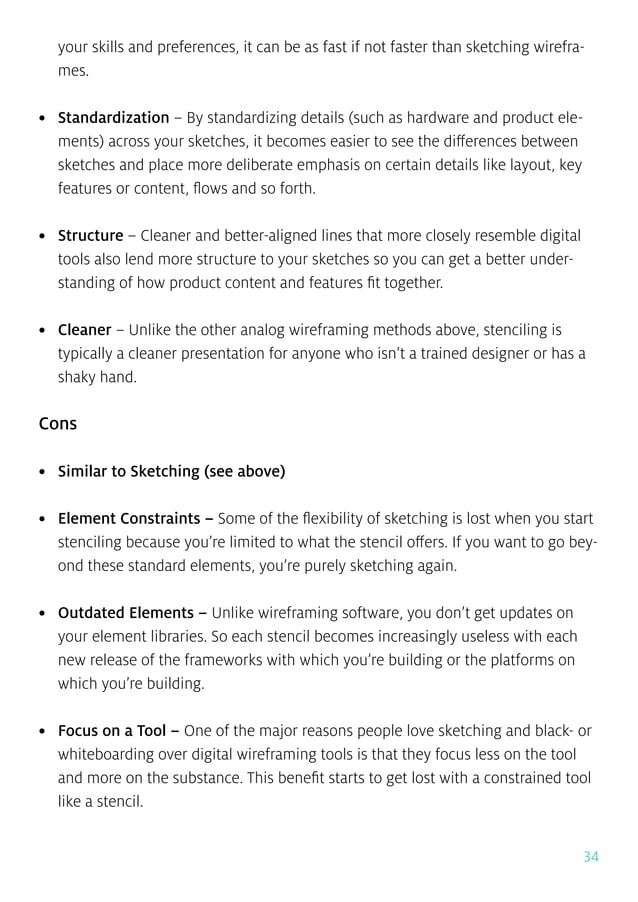 your skills and preferences, it can be as fast if not faster than sketching wirefra-
mes.
• Standardization – By standardizing details (such as hardware and product ele-
ments) across your sketches, it becomes easier to see the differences between
sketches and place more deliberate emphasis on certain details like layout, key
features or content, flows and so forth.
• Structure – Cleaner and better-aligned lines that more closely resemble digital
tools also lend more structure to your sketches so you can get a better under-
standing of how product content and features fit together.
• Cleaner – Unlike the other analog wireframing methods above, stenciling is
typically a cleaner presentation for anyone who isn’t a trained designer or has a
shaky hand.
Cons
• Similar to Sketching (see above)
• Element Constraints – Some of the flexibility of sketching is lost when you start
stenciling because you’re limited to what the stencil offers. If you want to go bey-
ond these standard elements, you’re purely sketching again.
• Outdated Elements – Unlike wireframing software, you don’t get updates on
your element libraries. So each stencil becomes increasingly useless with each
new release of the frameworks with which you’re building or the platforms on
which you’re building.
• Focus on a Tool – One of the major reasons people love sketching and black- or
whiteboarding over digital wireframing tools is that they focus less on the tool
and more on the substance. This benefit starts to get lost with a constrained tool
like a stencil.
34